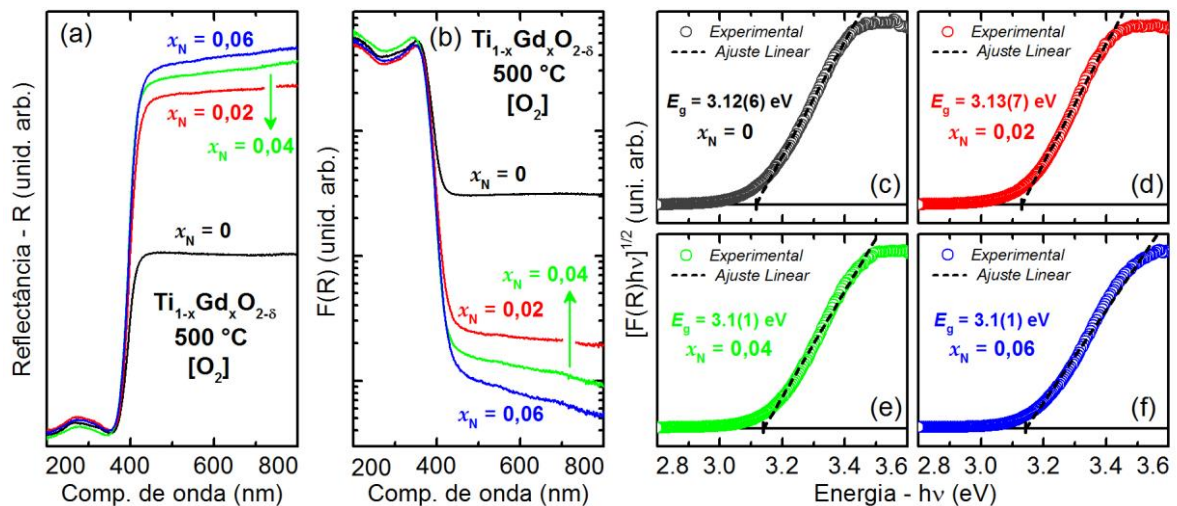 (a)
x_N = 0,06
x_N = 0,02
x_N = 0,04
x_N = 0
Ti₁₋ₓGdₓO₂₋δ
500 °C
[O₂]
Reflectância - R (unid. arb.)
200 400 600 800
Comp. de onda (nm)
(b)
Ti₁₋ₓGdₓO₂₋δ
500 °C
[O₂]
x_N = 0
x_N = 0,04
x_N = 0,02
x_N = 0,06
F(R) (unid. arb.)
200 400 600 800
Comp. de onda (nm)
Experimental
Ajuste Linear
E_g = 3.12(6) eV
x_N = 0
(c)
Experimental
Ajuste Linear
E_g = 3.13(7) eV
x_N = 0,02
(d)
Experimental
Ajuste Linear
E_g = 3.1(1) eV
x_N = 0,04
(e)
Experimental
Ajuste Linear
E_g = 3.1(1) eV
x_N = 0,06
(f)
[F(R)hν]^1/2 (uni. arb.)
2.8 3.0 3.2 3.4 3.6
2.8 3.0 3.2 3.4 3.6
Energia - hν (eV)